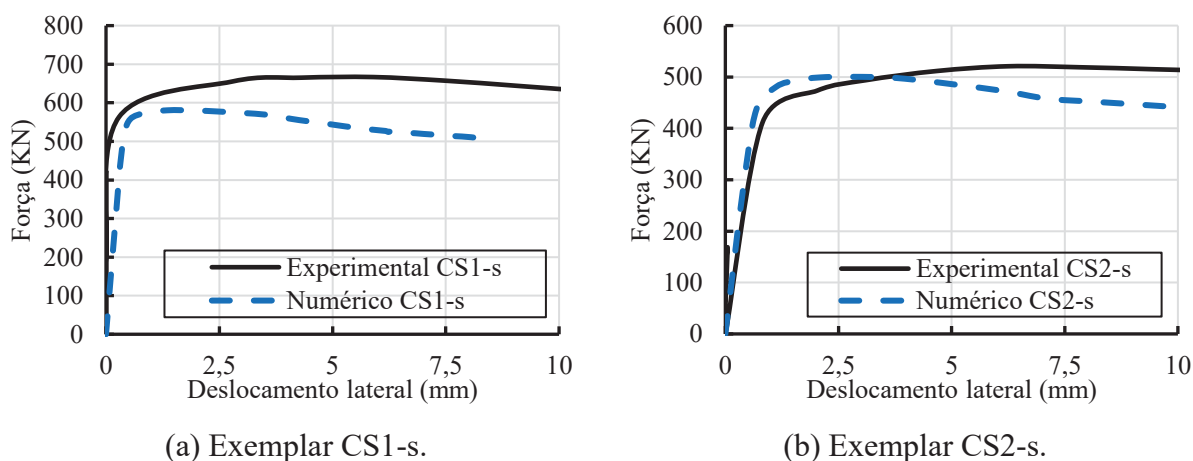 800
700
600
500
400
300
200
100
0
Força (KN)
Experimental CS1-s
Numérico CS1-s
0 2,5 5 7,5 10
Deslocamento lateral (mm)
(a) Exemplar CS1-s.
600
500
400
300
200
100
0
Força (KN)
Experimental CS2-s
Numérico CS2-s
0 2,5 5 7,5 10
Deslocamento lateral (mm)
(b) Exemplar CS2-s.